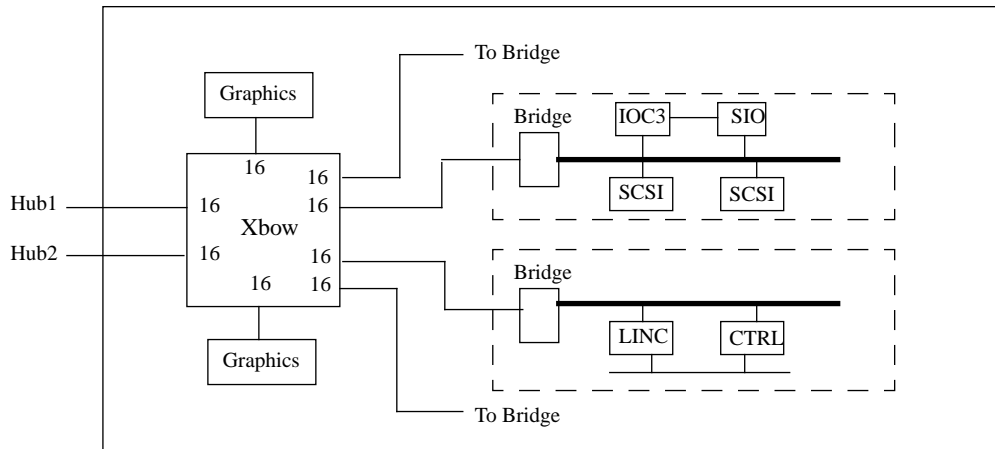 To Bridge
Graphics
Bridge
IOC3
SIO
16
16
16
SCSI
SCSI
Hub1
16
Xbow
Hub2
16
16
Bridge
16
16
LINC
CTRL
Graphics
To Bridge